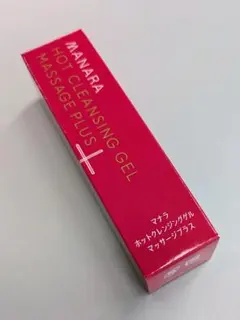 MANARA
HOT CLEANSING GEL
MASSAGE PLUS
マナラ
ホットクレンジングゲル
マッサージプラス